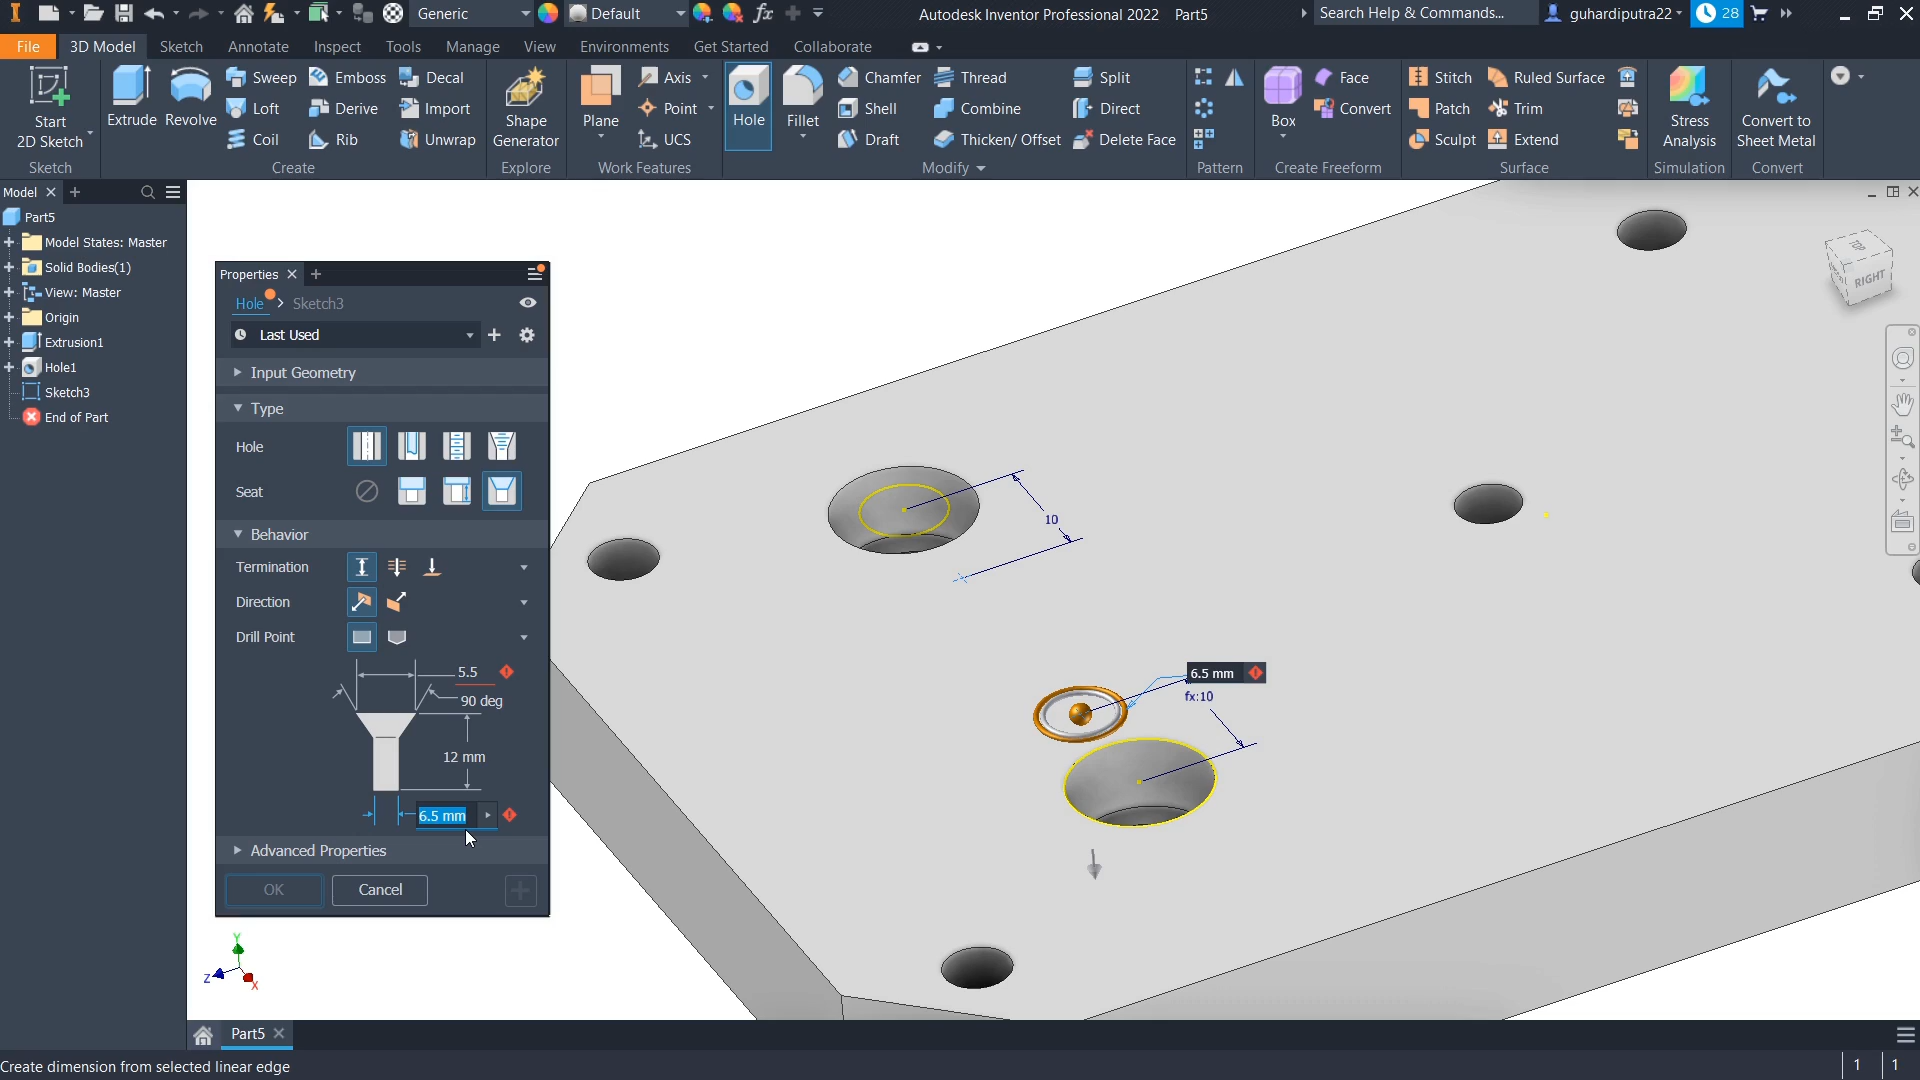 Generic
Default
fx
Autodesk Inventor Professional 2022 Part5
Search Help & Commands...
guhardiputra22
28
File
3D Model
Sketch
Annotate
Inspect
Tools
Manage
View
Environments
Get Started
Collaborate
Start
2D Sketch
Extrude
Revolve
Sweep
Loft
Coil
Emboss
Derive
Rib
Decal
Import
Unwrap
Shape
Generator
Plane
Axis
Point
UCS
Hole
Fillet
Chamfer
Shell
Draft
Thread
Combine
Thicken/ Offset
Split
Direct
Delete Face
Box
Face
Convert
Stitch
Patch
Sculpt
Ruled Surface
Trim
Extend
Stress
Analysis
Convert to
Sheet Metal
Sketch
Create
Explore
Work Features
Modify
Pattern
Create Freeform
Surface
Simulation
Convert
Model
Part5
Model States: Master
Solid Bodies(1)
View: Master
Origin
Extrusion1
Hole1
Sketch3
End of Part
Properties
Hole
Sketch3
Last Used
Input Geometry
Type
Hole
Seat
Behavior
Termination
Direction
Drill Point
5.5
90 deg
12 mm
6.5 mm
Advanced Properties
OK
Cancel
10
6.5 mm
fx:10
RIGHT
Y
Z
X
Part5
Create dimension from selected linear edge
1
1